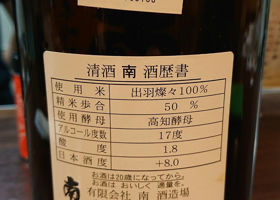 清酒 南 酒歴書
使用米 出羽燦々100%
精米歩合 50 %
使用酵母 高知酵母
アルコール度数 17度
酸度 1.8
日本酒度 +8.0
お酒は20歳になってから。
お酒は おいしく 適量を。
南 有限会社 南 酒造場